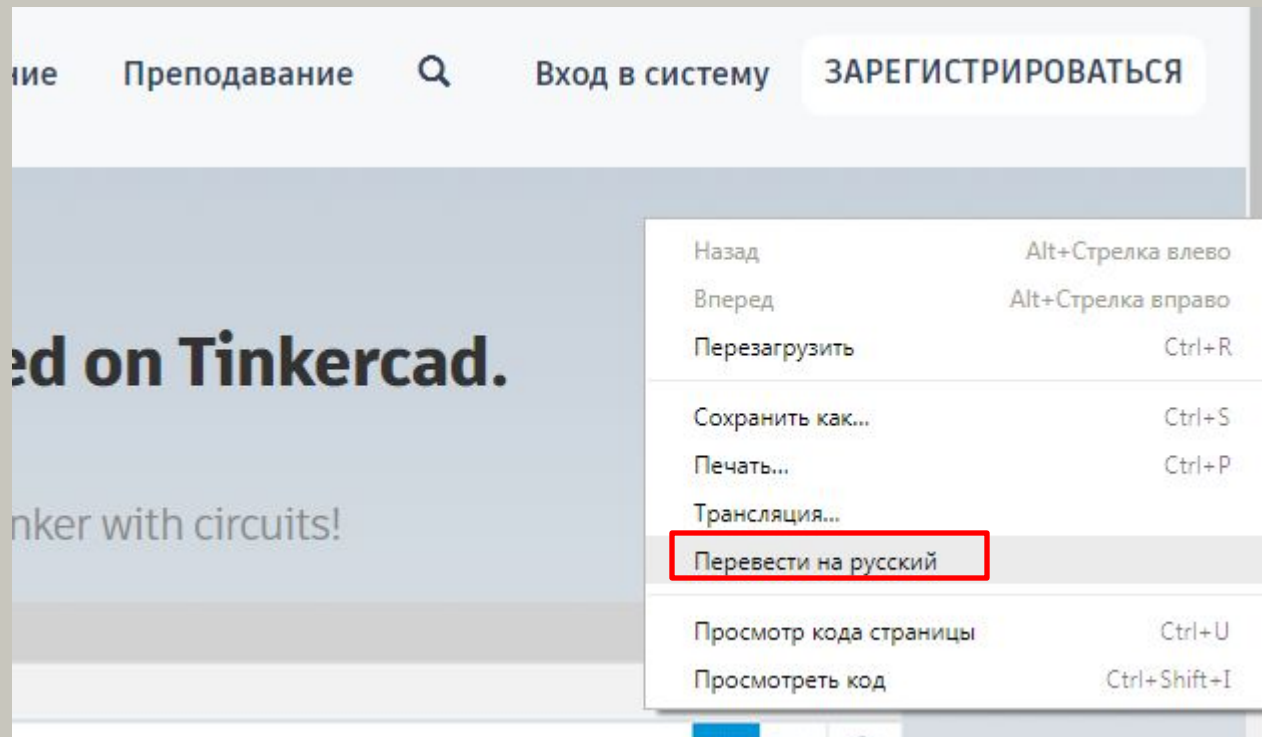 ние Преподавание Вход в систему ЗАРЕГИСТРИРОВАТЬСЯ
ed on Tinkercad.
nker with circuits!
Назад Alt+Стрелка влево
Вперед Alt+Стрелка вправо
Перезагрузить Ctrl+R
Сохранить как... Ctrl+S
Печать... Ctrl+P
Трансляция...
Перевести на русский
Просмотр кода страницы Ctrl+U
Просмотреть код Ctrl+Shift+I